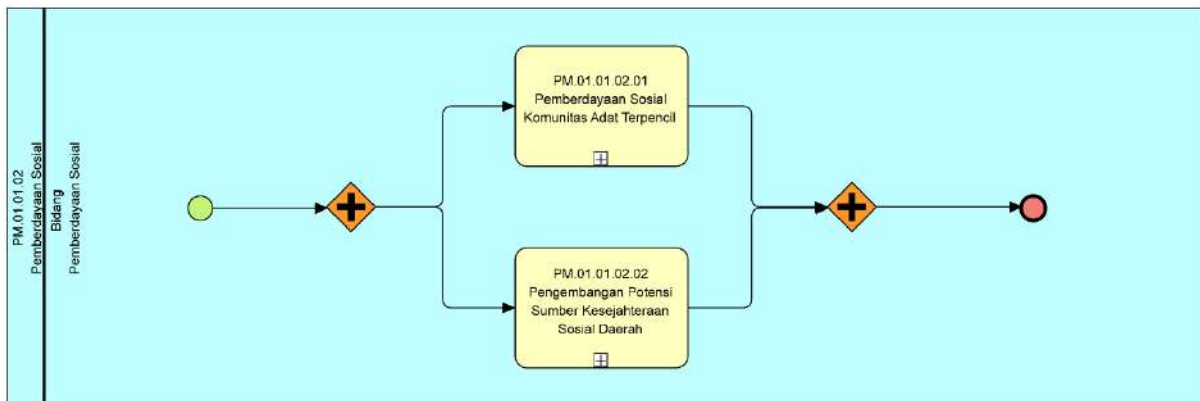 PM.01.01.02
Pemberdayaan Sosial
Bidang
Pemberdayaan Sosial
PM.01.01.02.01
Pemberdayaan Sosial
Komunitas Adat Terpencil
PM.01.01.02.02
Pengembangan Potensi
Sumber Kesejahteraan
Sosial Daerah